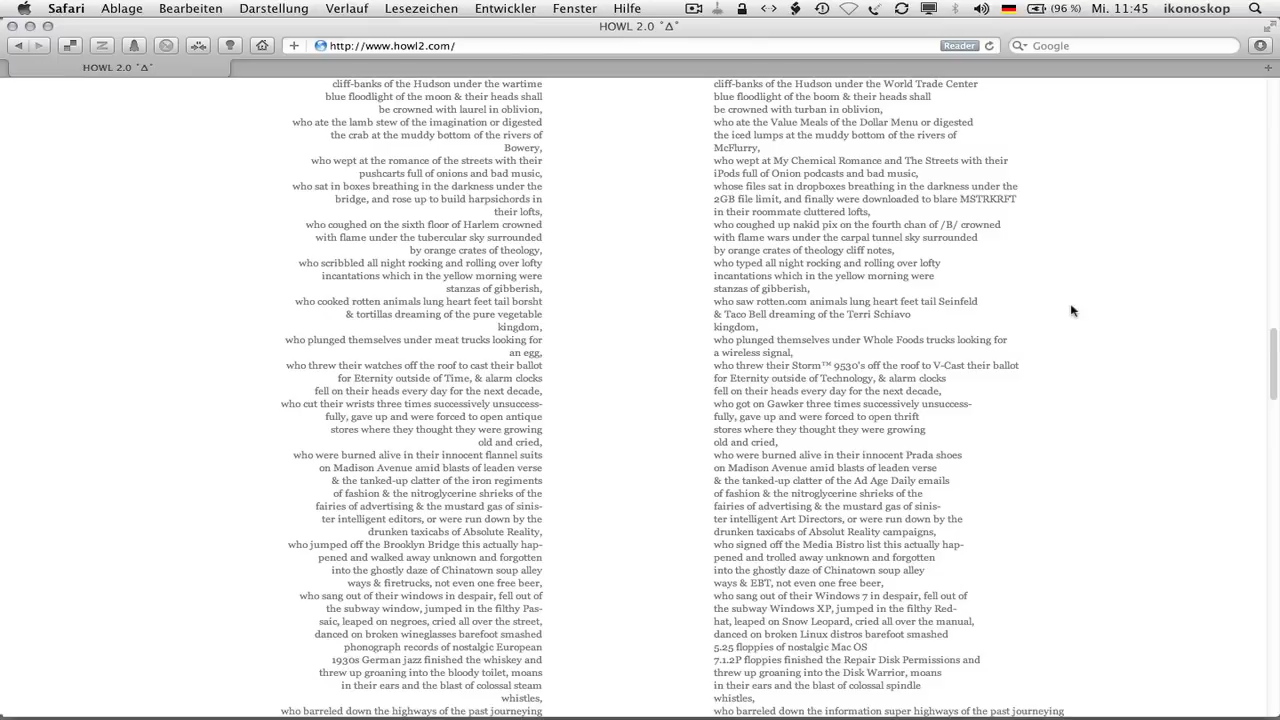 Safari Ablage Bearbeiten Darstellung Verlauf Lesezeichen Entwickler Fenster Hilfe (96 %) Mi. 11:45 ikonoskop
HOWL 2.0 ˚∆˚
http://www.howl2.com/ Reader Google
HOWL 2.0 ˚∆˚
cliff-banks of the Hudson under the wartime
blue floodlight of the moon & their heads shall
be crowned with laurel in oblivion,
who ate the lamb stew of the imagination or digested
the crab at the muddy bottom of the rivers of
Bowery,
who wept at the romance of the streets with their
pushcarts full of onions and bad music,
who sat in boxes breathing in the darkness under the
bridge, and rose up to build harpsichords in
their lofts,
who coughed on the sixth floor of Harlem crowned
with flame under the tubercular sky surrounded
by orange crates of theology,
who scribbled all night rocking and rolling over lofty
incantations which in the yellow morning were
stanzas of gibberish,
who cooked rotten animals lung heart feet tail borsht
& tortillas dreaming of the pure vegetable
kingdom,
who plunged themselves under meat trucks looking for
an egg,
who threw their watches off the roof to cast their ballot
for Eternity outside of Time, & alarm clocks
fell on their heads every day for the next decade,
who cut their wrists three times successively unsuccess-
fully, gave up and were forced to open antique
stores where they thought they were growing
old and cried,
who were burned alive in their innocent flannel suits
on Madison Avenue amid blasts of leaden verse
& the tanked-up clatter of the iron regiments
of fashion & the nitroglycerine shrieks of the
fairies of advertising & the mustard gas of sinis-
ter intelligent editors, or were run down by the
drunken taxicabs of Absolute Reality,
who jumped off the Brooklyn Bridge this actually hap-
pened and walked away unknown and forgotten
into the ghostly daze of Chinatown soup alley
ways & firetrucks, not even one free beer,
who sang out of their windows in despair, fell out of
the subway window, jumped in the filthy Pas-
saic, leaped on negroes, cried all over the street,
danced on broken wineglasses barefoot smashed
phonograph records of nostalgic European
1930s German jazz finished the whiskey and
threw up groaning into the bloody toilet, moans
in their ears and the blast of colossal steam
whistles,
who barreled down the highways of the past journeying
cliff-banks of the Hudson under the World Trade Center
blue floodlight of the boom & their heads shall
be crowned with turban in oblivion,
who ate the Value Meals of the Dollar Menu or digested
the iced lumps at the muddy bottom of the rivers of
McFlurry,
who wept at My Chemical Romance and The Streets with their
iPods full of Onion podcasts and bad music,
whose files sat in dropboxes breathing in the darkness under the
2GB file limit, and finally were downloaded to blare MSTRKRFT
in their roommate cluttered lofts,
who coughed up nakid pix on the fourth chan of /B/ crowned
with flame wars under the carpal tunnel sky surrounded
by orange crates of theology cliff notes,
who typed all night rocking and rolling over lofty
incantations which in the yellow morning were
stanzas of gibberish,
who saw rotten.com animals lung heart feet tail Seinfeld
& Taco Bell dreaming of the Terri Schiavo
kingdom,
who plunged themselves under Whole Foods trucks looking for
a wireless signal,
who threw their Storm™ 9530's off the roof to V-Cast their ballot
for Eternity outside of Technology, & alarm clocks
fell on their heads every day for the next decade,
who got on Gawker three times successively unsuccess-
fully, gave up and were forced to open thrift
stores where they thought they were growing
old and cried,
who were burned alive in their innocent Prada shoes
on Madison Avenue amid blasts of leaden verse
& the tanked-up clatter of the Ad Age Daily emails
of fashion & the nitroglycerine shrieks of the
fairies of advertising & the mustard gas of sinis-
ter intelligent Art Directors, or were run down by the
drunken taxicabs of Absolut Reality campaigns,
who signed off the Media Bistro list this actually hap-
pened and trolled away unknown and forgotten
into the ghostly daze of Chinatown soup alley
ways & EBT, not even one free beer,
who sang out of their Windows 7 in despair, fell out of
the subway Windows XP, jumped in the filthy Red-
hat, leaped on Snow Leopard, cried all over the manual,
danced on broken Linux distros barefoot smashed
5.25 floppies of nostalgic Mac OS
7.1.2P floppies finished the Repair Disk Permissions and
threw up groaning into the Disk Warrior, moans
in their ears and the blast of colossal spindle
whistles,
who barreled down the information super highways of the past journeying